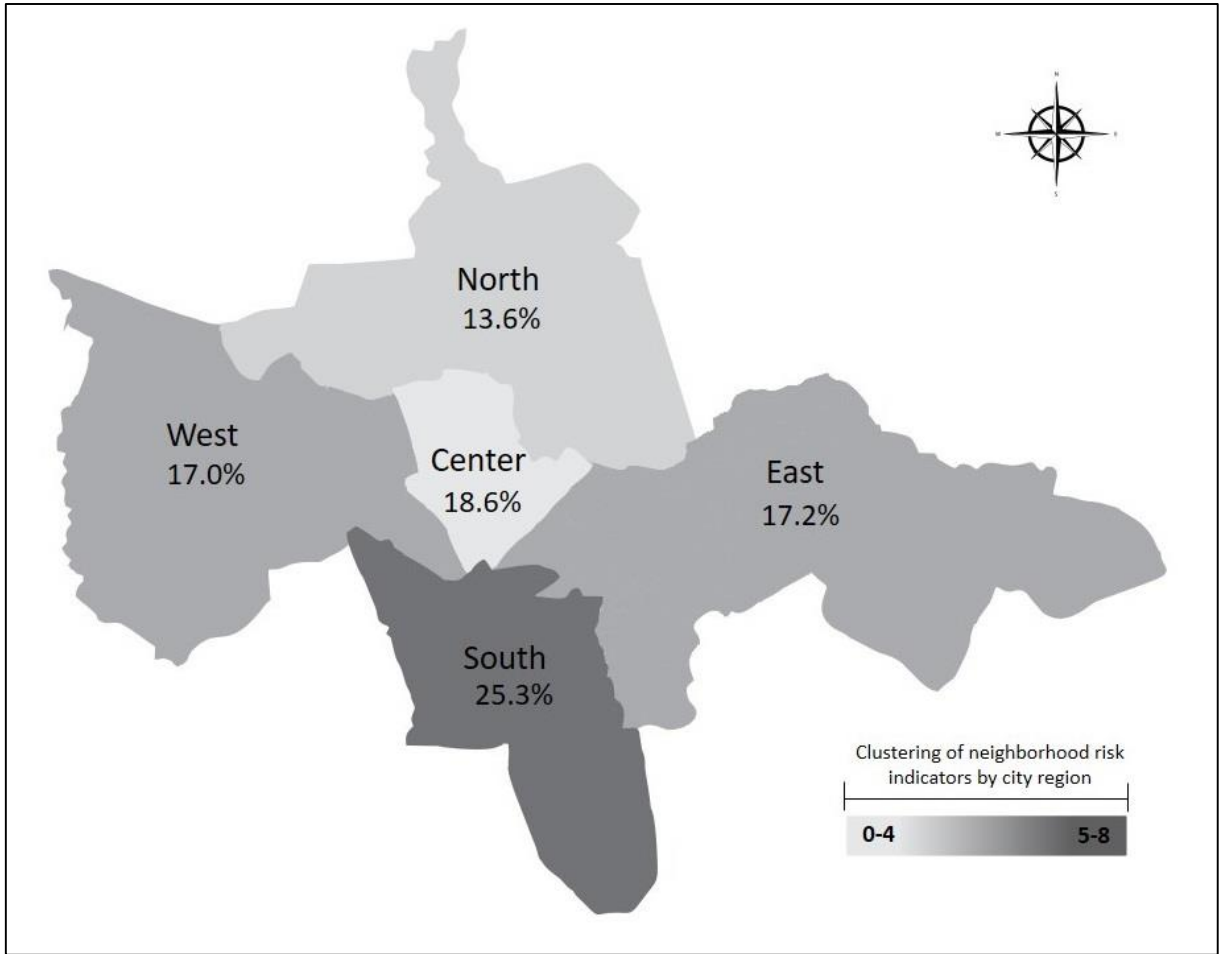 N
W
E
S
North
13.6%
West
17.0%
Center
18.6%
East
17.2%
South
25.3%
Clustering of neighborhood risk
indicators by city region
0-4
5-8